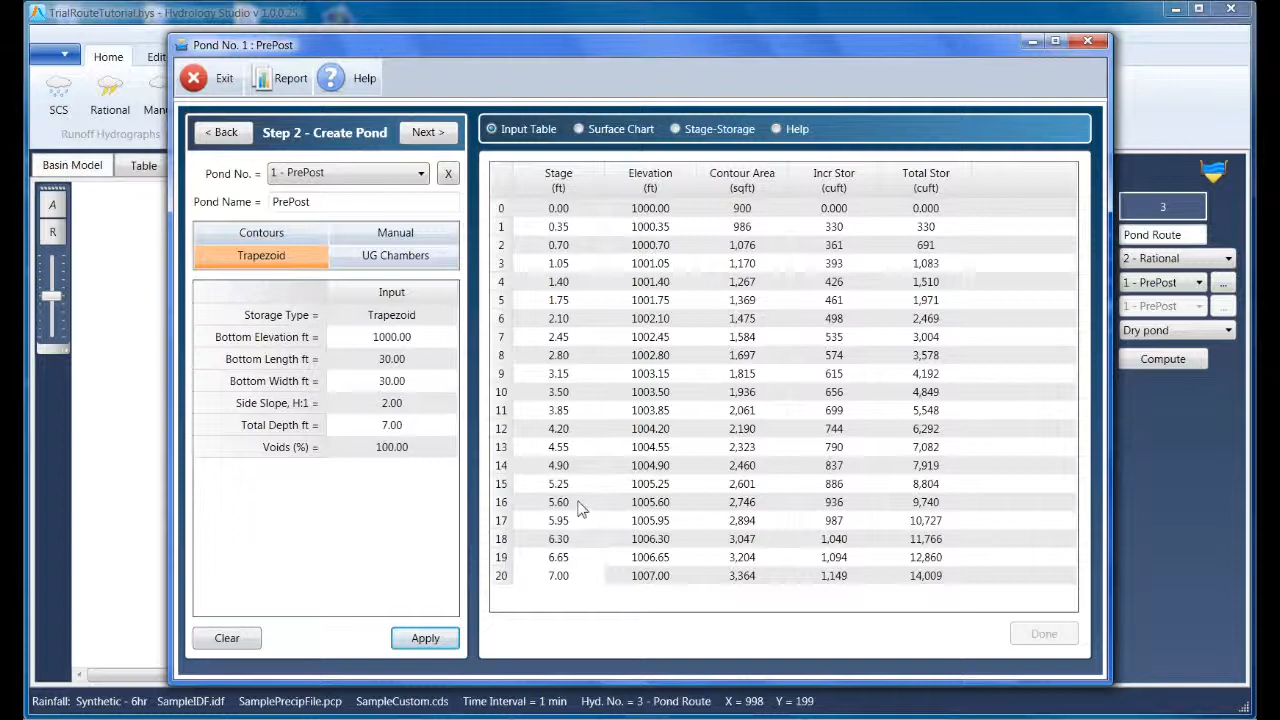 TrialRouteTutorial.hys - Hydrology Studio v 1.0.0.25
Pond No. 1 : PrePost
Home Edit
Exit Report Help
SCS Rational
Runoff Hydrographs
Basin Model Table
A
R
< Back Step 2 - Create Pond Next >
Pond No. = 1 - PrePost X
Pond Name = PrePost
Contours Manual
Trapezoid UG Chambers
Input
Storage Type = Trapezoid
Bottom Elevation ft = 1000.00
Bottom Length ft = 30.00
Bottom Width ft = 30.00
Side Slope, H:1 = 2.00
Total Depth ft = 7.00
Voids (%) = 100.00
Clear Apply
Input Table Surface Chart Stage-Storage Help
Stage Elevation Contour Area Incr Stor Total Stor
(ft) (ft) (sqft) (cuft) (cuft)
0 0.00 1000.00 900 0.000 0.000
1 0.35 1000.35 986 330 330
2 0.70 1000.70 1,076 361 691
3 1.05 1001.05 1,170 393 1,083
4 1.40 1001.40 1,267 426 1,510
5 1.75 1001.75 1,369 461 1,971
6 2.10 1002.10 1,475 498 2,469
7 2.45 1002.45 1,584 535 3,004
8 2.80 1002.80 1,697 574 3,578
9 3.15 1003.15 1,815 615 4,192
10 3.50 1003.50 1,936 656 4,849
11 3.85 1003.85 2,061 699 5,548
12 4.20 1004.20 2,190 744 6,292
13 4.55 1004.55 2,323 790 7,082
14 4.90 1004.90 2,460 837 7,919
15 5.25 1005.25 2,601 886 8,804
16 5.60 1005.60 2,746 936 9,740
17 5.95 1005.95 2,894 987 10,727
18 6.30 1006.30 3,047 1,040 11,766
19 6.65 1006.65 3,204 1,094 12,860
20 7.00 1007.00 3,364 1,149 14,009
Done
3
Pond Route
2 - Rational
1 - PrePost ...
1 - PrePost ...
Dry pond
Compute
Rainfall: Synthetic - 6hr SampleIDF.idf SamplePrecipFile.pcp SampleCustom.cds Time Interval = 1 min Hyd. No. = 3 - Pond Route X = 998 Y = 199